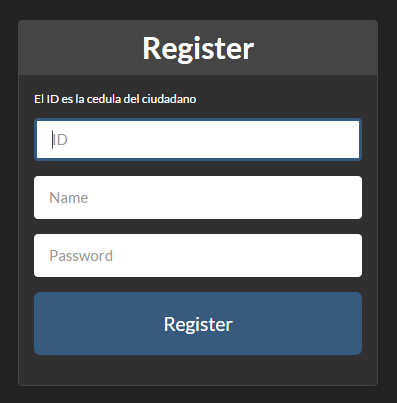 Register
El ID es la cedula del ciudadano
ID
Name
Password
Register